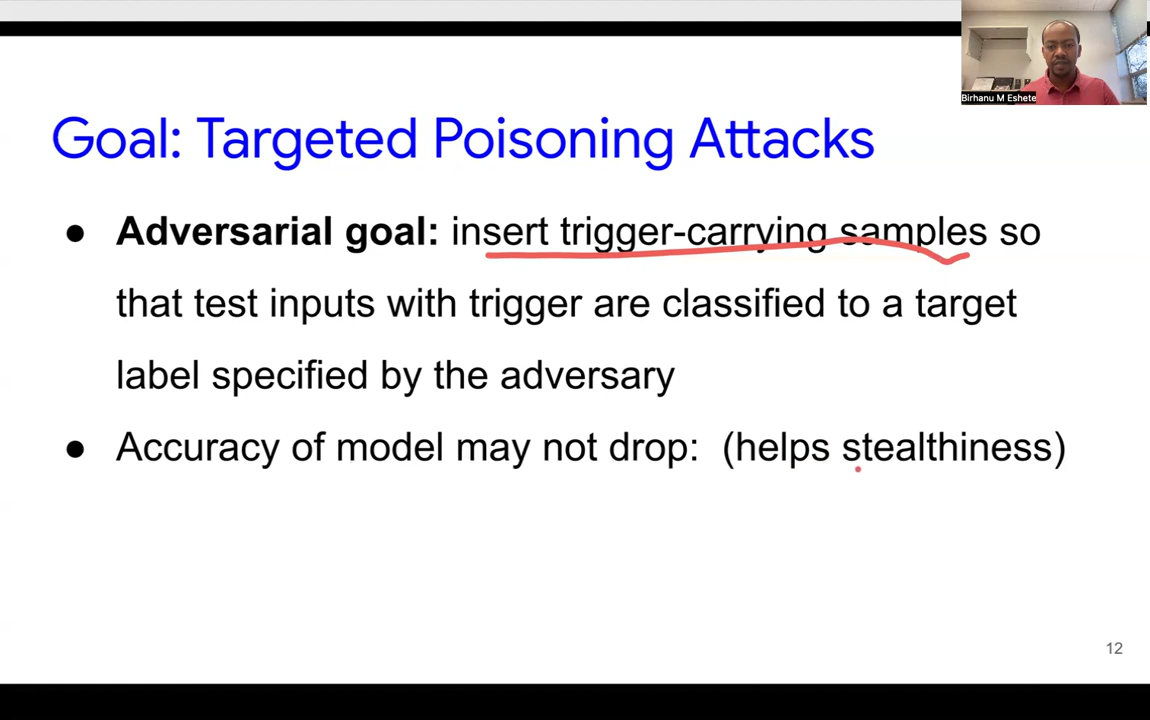 Birhanu M Eshete
Goal: Targeted Poisoning Attacks
● Adversarial goal: insert trigger-carrying samples so
that test inputs with trigger are classified to a target
label specified by the adversary
● Accuracy of model may not drop: (helps stealthiness)
12